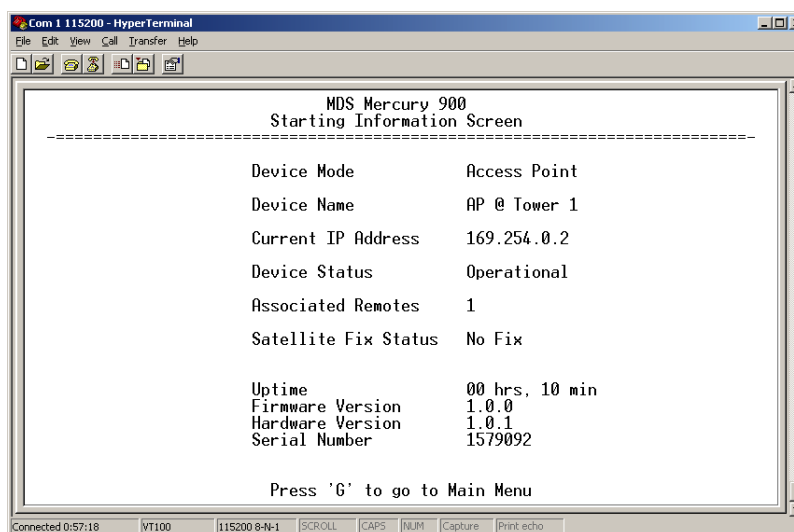 Com 1 115200 - HyperTerminal
File Edit View Call Transfer Help
MDS Mercury 900
Starting Information Screen
-==========================================================================-
Device Mode Access Point
Device Name AP @ Tower 1
Current IP Address 169.254.0.2
Device Status Operational
Associated Remotes 1
Satellite Fix Status No Fix
Uptime 00 hrs, 10 min
Firmware Version 1.0.0
Hardware Version 1.0.1
Serial Number 1579092
Press 'G' to go to Main Menu
Connected 0:57:18 VT100 115200 8-N-1 SCROLL CAPS NUM Capture Print echo